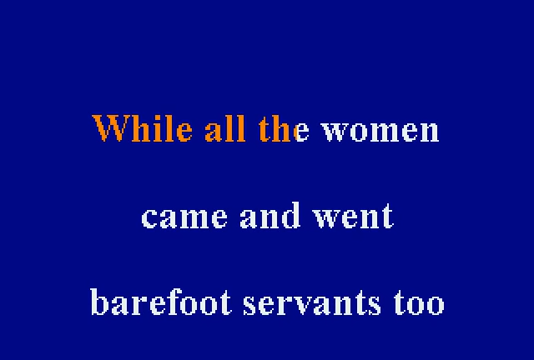 While all the women
came and went
barefoot servants too